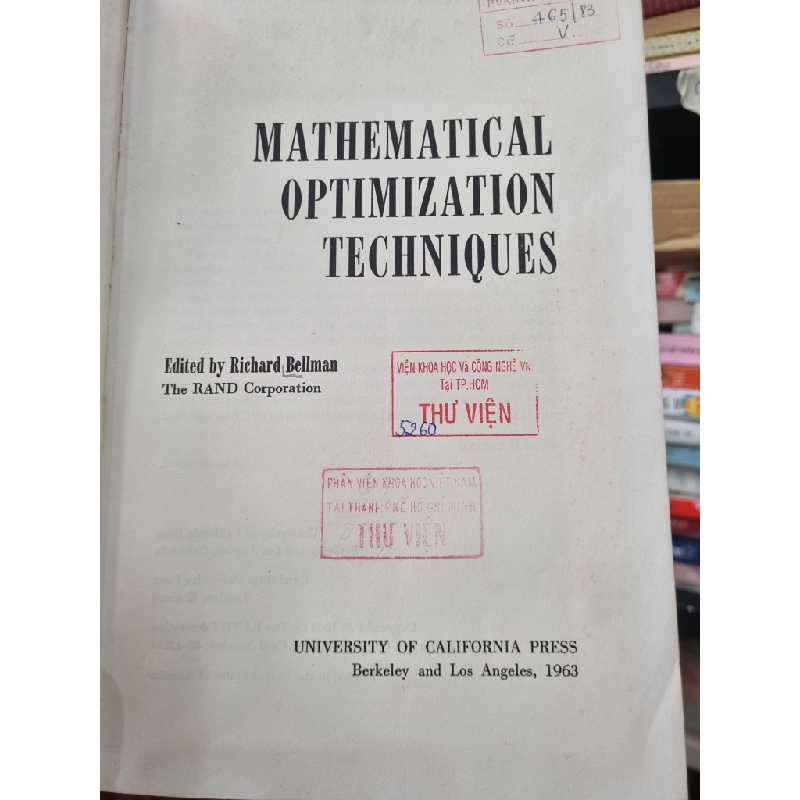 Số 465/83
V.
MATHEMATICAL
OPTIMIZATION
TECHNIQUES
Edited by Richard Bellman
The RAND Corporation
VIỆN KHOA HỌC Và CÔNG NGHỆ VN
Tại TP.HCM
THƯ VIỆN
5260
PHÂN VIỆN KHOA HỌC VIỆT NAM
TẠI THÀNH PHỐ HỒ CHÍ MINH
THƯ VIỆN
UNIVERSITY OF CALIFORNIA PRESS
Berkeley and Los Angeles, 1963